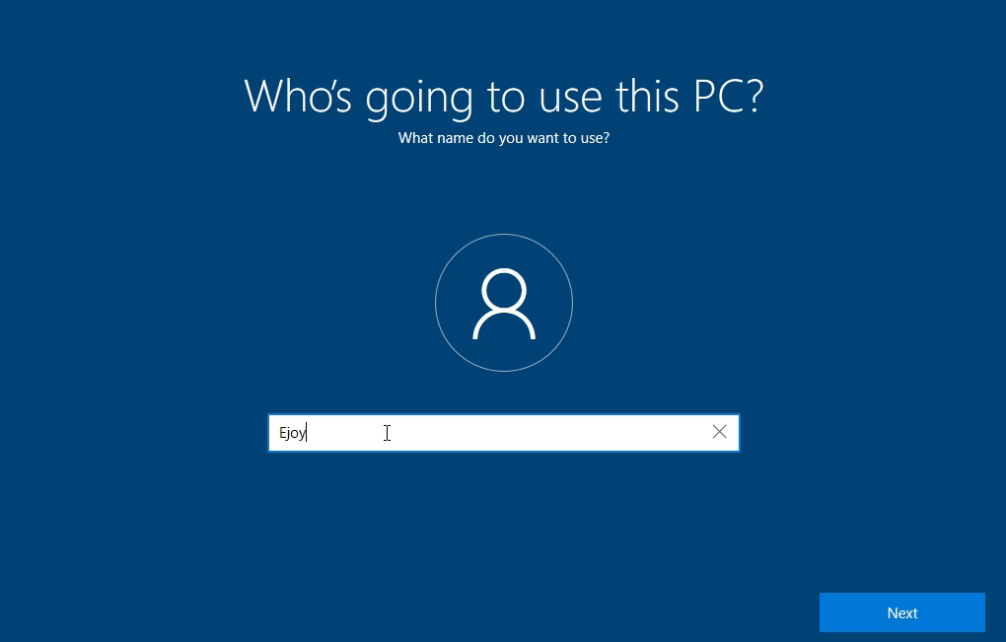 Who's going to use this PC?
What name do you want to use?
Ejoy
Next